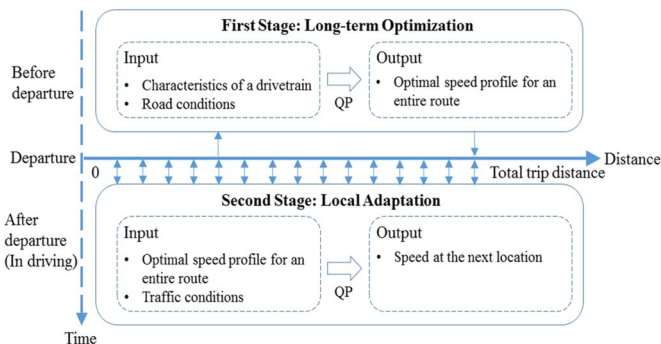 First Stage: Long-term Optimization
Input
• Characteristics of a drivetrain
• Road conditions
QP
Output
• Optimal speed profile for an
entire route
Before
departure
Departure
0
Total trip distance
Distance
After
departure
(In driving)
Second Stage: Local Adaptation
Input
• Optimal speed profile for an
entire route
• Traffic conditions
QP
Output
• Speed at the next location
Time